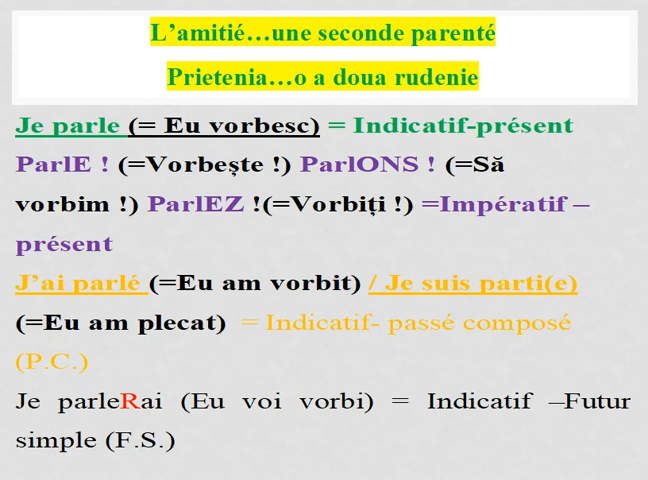 L’amitié…une seconde parenté
Prietenia…o a doua rudenie
Je parle (= Eu vorbesc) = Indicatif-présent
ParlE ! (=Vorbește !) ParlONS ! (=Să
vorbim !) ParlEZ !(=Vorbiți !) =Impératif –
présent
J’ai parlé (=Eu am vorbit) / Je suis parti(e)
(=Eu am plecat) = Indicatif- passé composé
(P.C.)
Je parleRai (Eu voi vorbi) = Indicatif –Futur
simple (F.S.)